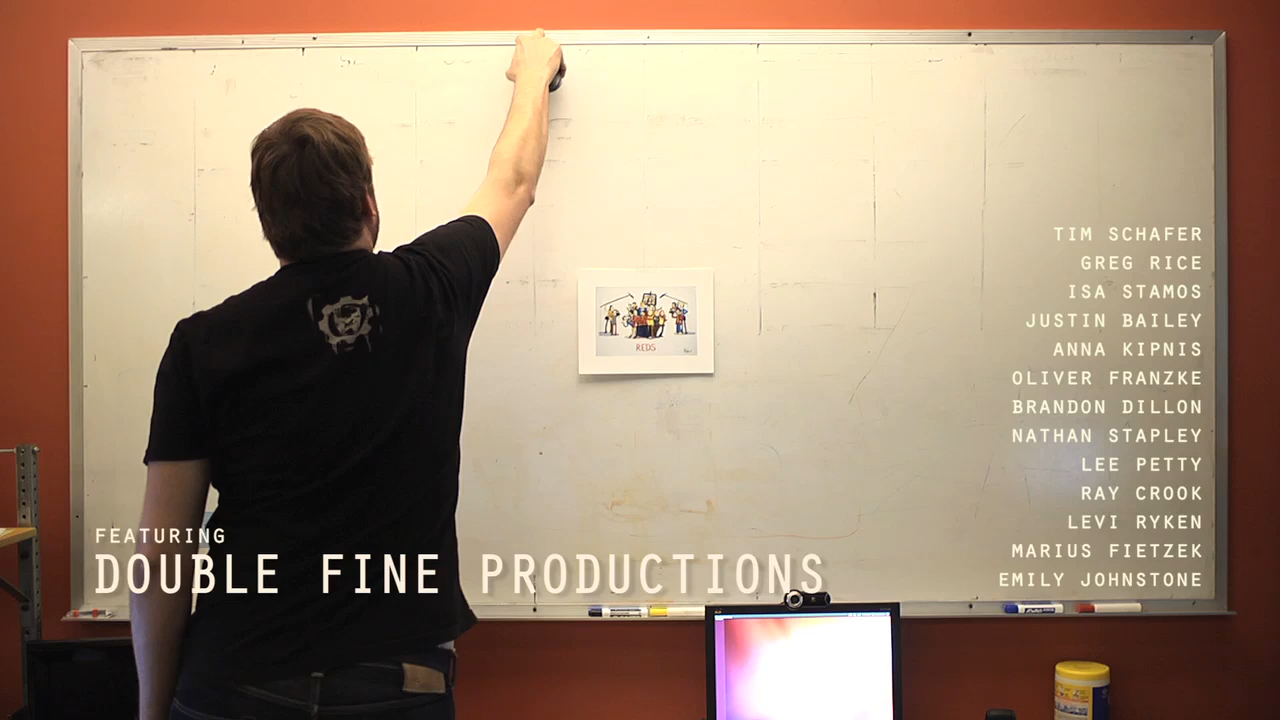 REDS
TIM SCHAFER
GREG RICE
ISA STAMOS
JUSTIN BAILEY
ANNA KIPNIS
OLIVER FRANZKE
BRANDON DILLON
NATHAN STAPLEY
LEE PETTY
RAY CROOK
LEVI RYKEN
MARIUS FIETZEK
EMILY JOHNSTONE
FEATURING
DOUBLE FINE PRODUCTIONS